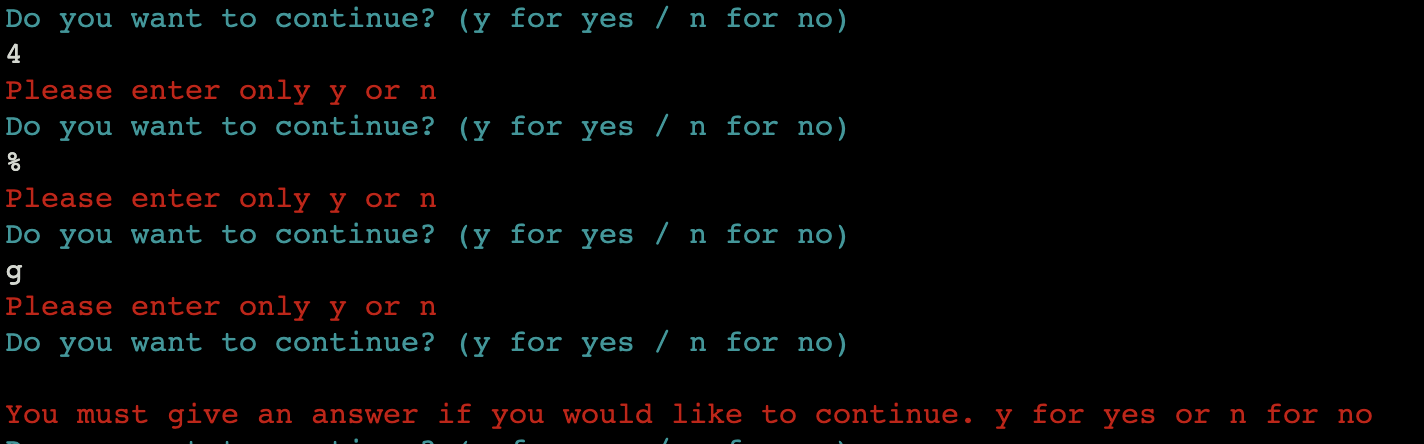 Do you want to continue? (y for yes / n for no)
4
Please enter only y or n
Do you want to continue? (y for yes / n for no)
%
Please enter only y or n
Do you want to continue? (y for yes / n for no)
g
Please enter only y or n
Do you want to continue? (y for yes / n for no)
You must give an answer if you would like to continue. y for yes or n for no